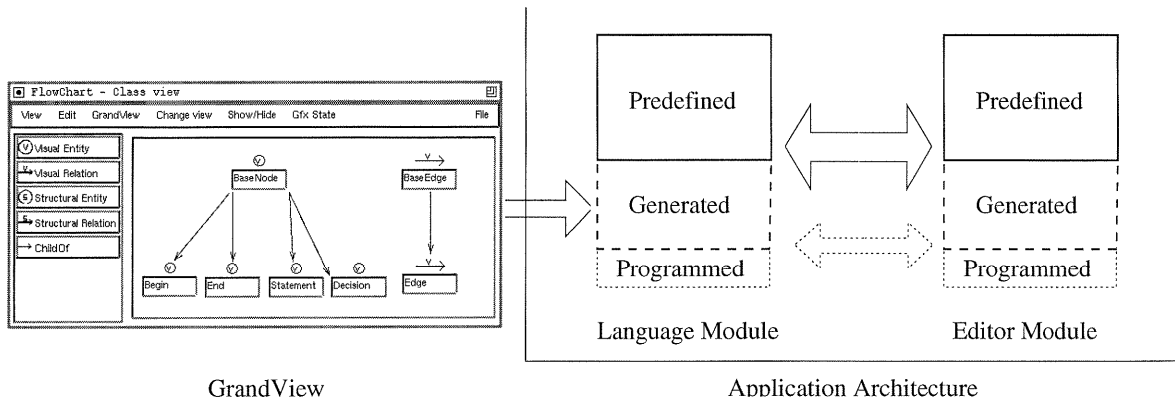 FlowChart - Class view
View Edit GrandView Change view Show/Hide Gfx State File
V Visual Entity
V Visual Relation
S Structural Entity
S Structural Relation
ChildOf
V
BaseNode
V
BaseEdge
V
Begin
V
End
V
Statement
V
Decision
V
Edge
GrandView
Predefined
Generated
Programmed
Language Module
Predefined
Generated
Programmed
Editor Module
Application Architecture